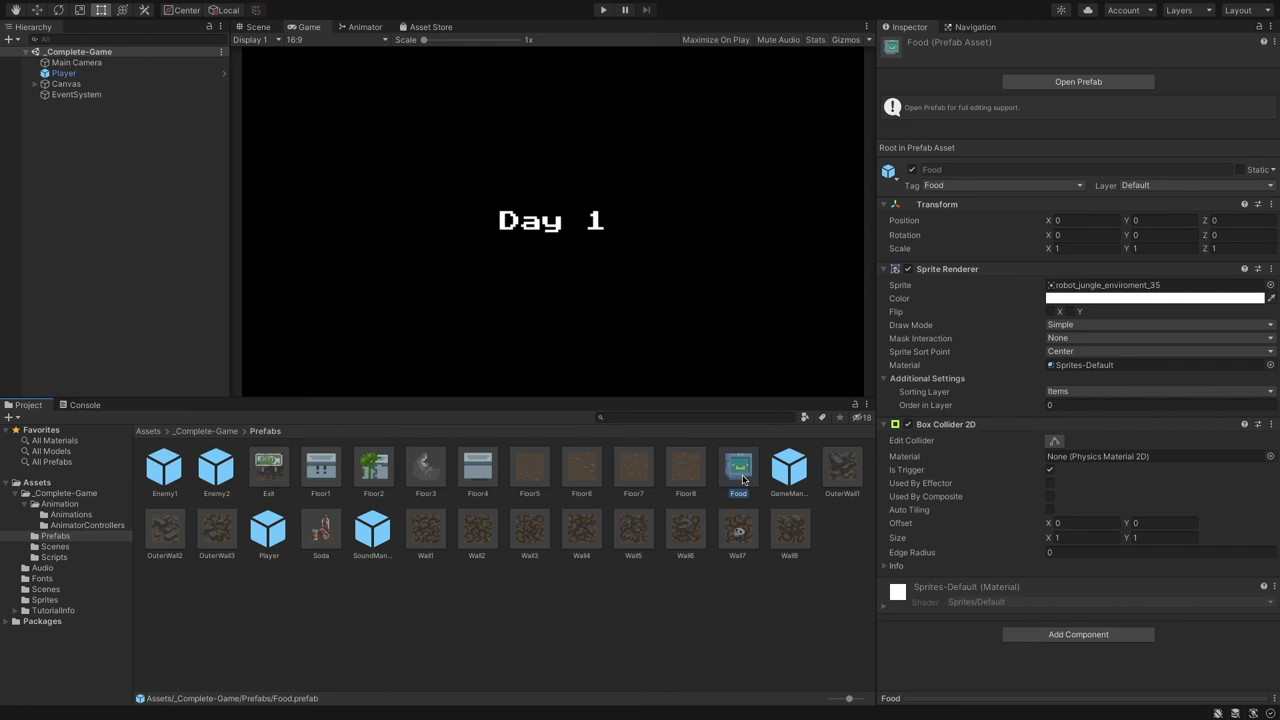 Center
Local
Account
Layers
Layout
Hierarchy
Scene
Game
Animator
Asset Store
Inspector
Navigation
All
Display 1
16:9
Scale
1x
Maximize On Play
Mute Audio
Stats
Gizmos
_Complete-Game
Main Camera
Player
Canvas
EventSystem
Day 1
Food (Prefab Asset)
Open Prefab
Open Prefab for full editing support.
Root in Prefab Asset
Food
Static
Tag Food
Layer Default
Transform
Position X 0 Y 0 Z 0
Rotation X 0 Y 0 Z 0
Scale X 1 Y 1 Z 1
Sprite Renderer
Sprite robot_jungle_enviroment_35
Color
Flip X Y
Draw Mode Simple
Mask Interaction None
Sprite Sort Point Center
Material Sprites-Default
Additional Settings
Sorting Layer Items
Order in Layer 0
Box Collider 2D
Edit Collider
Material None (Physics Material 2D)
Is Trigger
Used By Effector
Used By Composite
Auto Tiling
Offset X 0 Y 0
Size X 1 Y 1
Edge Radius 0
Info
Sprites-Default (Material)
Shader Sprites/Default
Add Component
Food
Project
Console
18
Favorites
All Materials
All Models
All Prefabs
Assets
_Complete-Game
Animation
Animations
AnimatorControllers
Prefabs
Scenes
Scripts
Audio
Fonts
Scenes
Sprites
TutorialInfo
Packages
Assets _Complete-Game Prefabs
Enemy1 Enemy2 Exit Floor1 Floor2 Floor3 Floor4 Floor5 Floor6 Floor7 Floor8 Food GameMan... OuterWall1
OuterWall2 OuterWall3 Player Soda SoundMan... Wall1 Wall2 Wall3 Wall4 Wall5 Wall6 Wall7 Wall8
Assets/_Complete-Game/Prefabs/Food.prefab